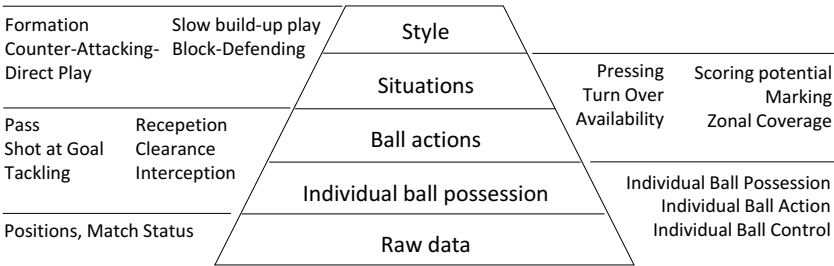 Formation
Slow build-up play
Counter-Attacking-
Block-Defending
Direct Play
Style
Situations
Pressing
Scoring potential
Turn Over
Marking
Availability
Zonal Coverage
Pass
Recepetion
Shot at Goal
Clearance
Tackling
Interception
Ball actions
Individual ball possession
Individual Ball Possession
Individual Ball Action
Individual Ball Control
Positions, Match Status
Raw data